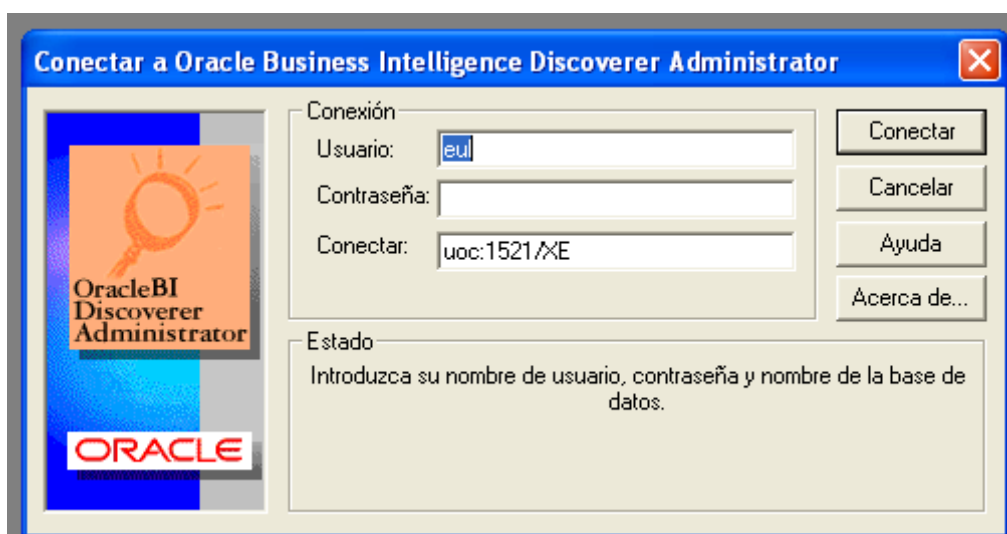 Conectar a Oracle Business Intelligence Discoverer Administrator
Conexión
Usuario:
eul
Contraseña:
Conectar:
uoc:1521/XE
Conectar
Cancelar
Ayuda
Acerca de...
OracleBI
Discoverer
Administrator
ORACLE
Estado
Introduzca su nombre de usuario, contraseña y nombre de la base de
datos.